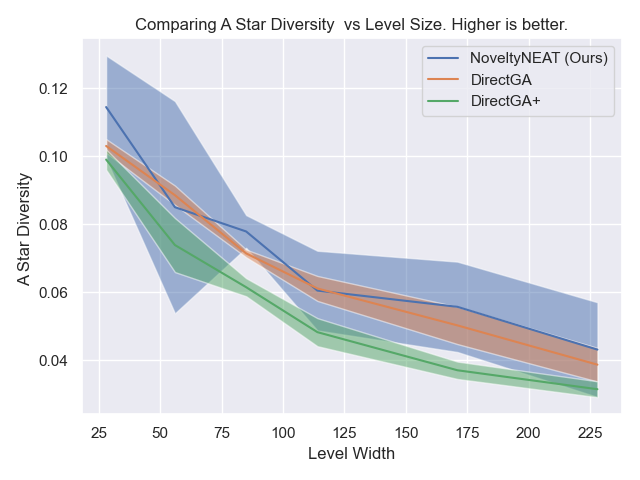 Comparing A Star Diversity  vs Level Size. Higher is better.
NoveltyNEAT (Ours)
DirectGA
DirectGA+
A Star Diversity
0.12
0.10
0.08
0.06
0.04
25 50 75 100 125 150 175 200 225
Level Width